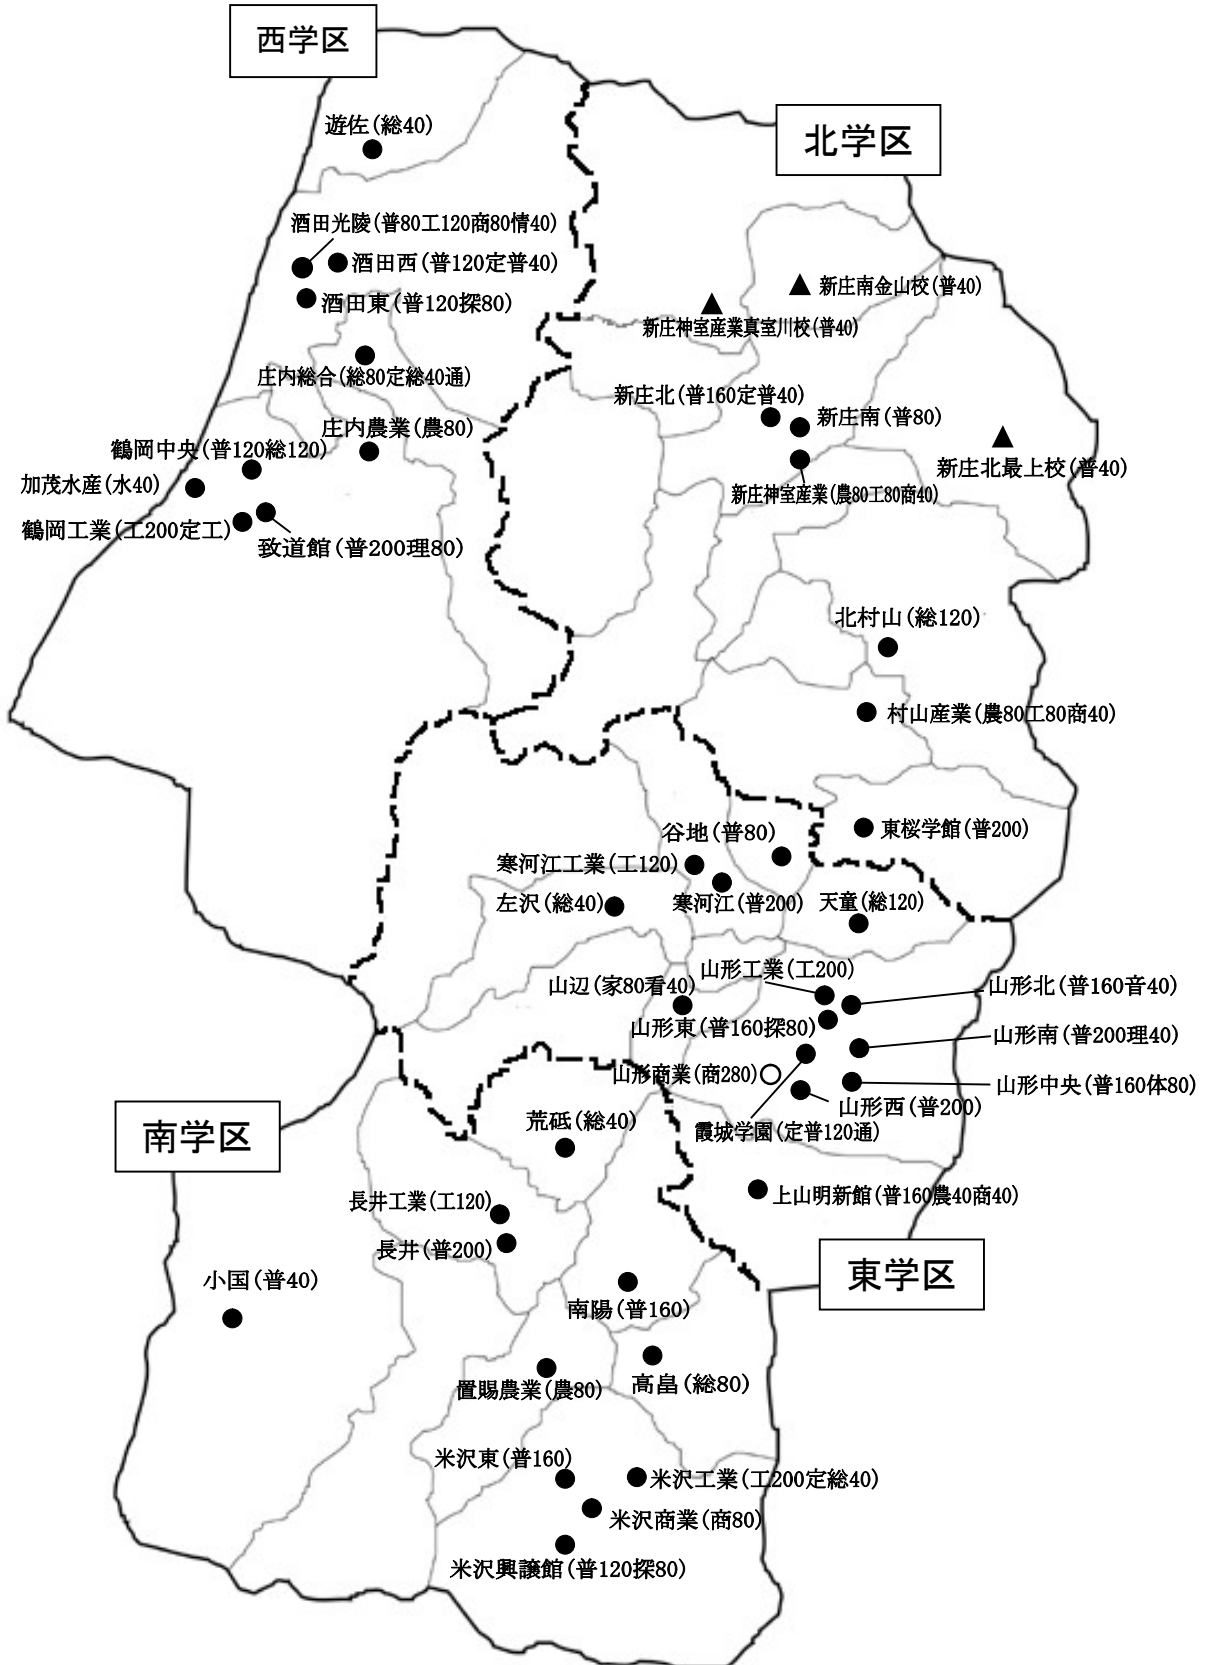 西学区
北学区
遊佐(総40)
酒田光陵(普80工120商80情40)
酒田西(普120定普40)
酒田東(普120探80)
新庄南金山校(普40)
新庄神室産業真室川校(普40)
庄内総合(総80定総40通)
新庄北(普160定普40)
新庄南(普80)
庄内農業(農80)
鶴岡中央(普120総120)
新庄北最上校(普40)
加茂水産(水40)
新庄神室産業(農80工80商40)
鶴岡工業(工200定工)
致道館(普200理80)
北村山(総120)
村山産業(農80工80商40)
東桜学館(普200)
谷地(普80)
寒河江工業(工120)
左沢(総40)
寒河江(普200)
天童(総120)
山形工業(工200)
山辺(家80看40)
山形北(普160音40)
山形東(普160探80)
山形南(普200理40)
山形商業(商280)
山形中央(普160体80)
山形西(普200)
霞城学園(定普120通)
南学区
荒砥(総40)
上山明新館(普160農40商40)
長井工業(工120)
長井(普200)
東学区
小国(普40)
南陽(普160)
高畠(総80)
置賜農業(農80)
米沢東(普160)
米沢工業(工200定総40)
米沢商業(商80)
米沢興譲館(普120探80)